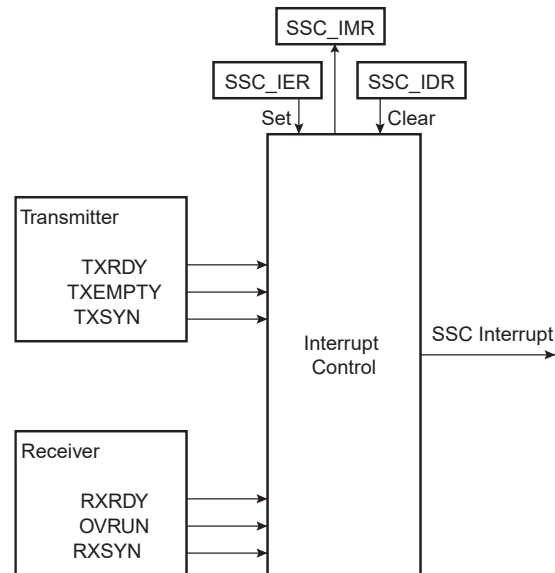 SSC_IMR
SSC_IER
SSC_IDR
Set
Clear
Transmitter
TXRDY
TXEMPTY
TXSYN
Interrupt
Control
SSC Interrupt
Receiver
RXRDY
OVRUN
RXSYN